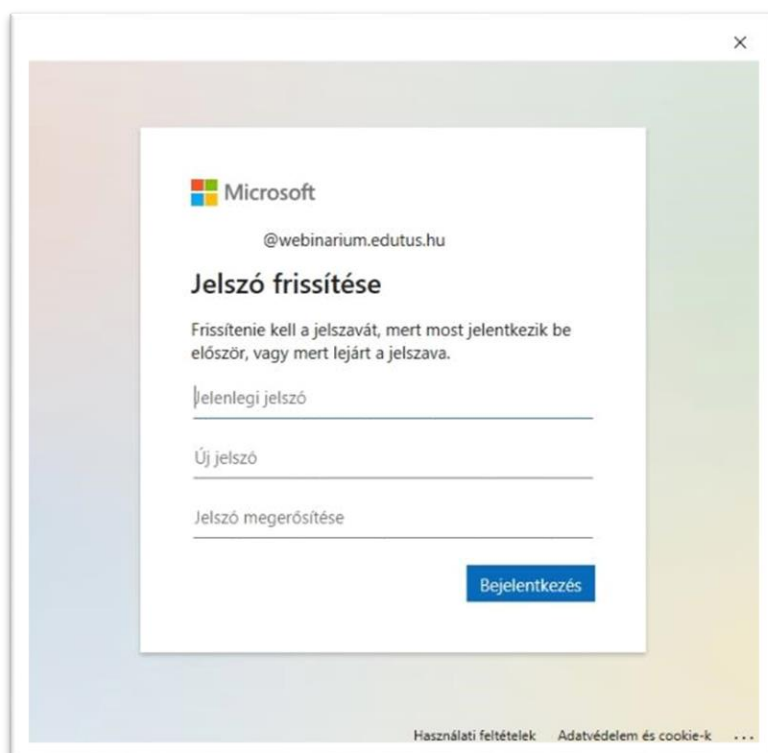 Microsoft
@webinarium.edutus.hu
Jelszó frissítése
Frissítenie kell a jelszavát, mert most jelentkezik be
először, vagy mert lejárt a jelszava.
Jelenlegi jelszó
Új jelszó
Jelszó megerősítése
Bejelentkezés
Használati feltételek Adatvédelem és cookie-k ...